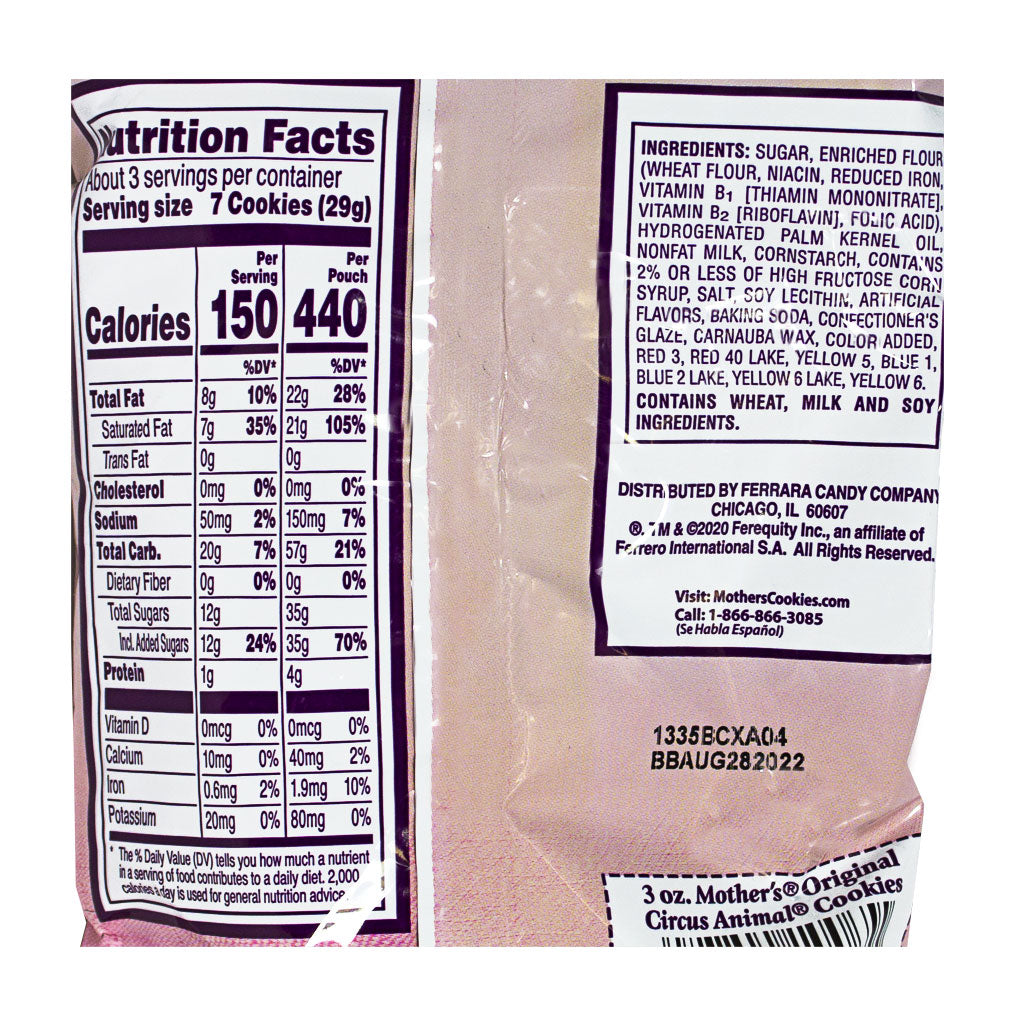 Nutrition Facts
About 3 servings per container
Serving size 7 Cookies (29g)
Per Serving Per Pouch
Calories 150 440
%DV* %DV*
Total Fat 8g 10% 22g 28%
Saturated Fat 7g 35% 21g 105%
Trans Fat 0g 0g
Cholesterol 0mg 0% 0mg 0%
Sodium 50mg 2% 150mg 7%
Total Carb. 20g 7% 57g 21%
Dietary Fiber 0g 0% 0g 0%
Total Sugars 12g 35g
Incl. Added Sugars 12g 24% 35g 70%
Protein 1g 4g
Vitamin D 0mcg 0% 0mcg 0%
Calcium 10mg 0% 40mg 2%
Iron 0.6mg 2% 1.9mg 10%
Potassium 20mg 0% 80mg 2%
* The % Daily Value (DV) tells you how much a nutrient
in a serving of food contributes to a daily diet. 2,000
calories a day is used for general nutrition advice.
INGREDIENTS: SUGAR, ENRICHED FLOUR
(WHEAT FLOUR, NIACIN, REDUCED IRON,
VITAMIN B1 [THIAMIN MONONITRATE],
VITAMIN B2 [RIBOFLAVIN], FOLIC ACID),
HYDROGENATED PALM KERNEL OIL,
NONFAT MILK, CORNSTARCH, CONTAINS
2% OR LESS OF HIGH FRUCTOSE CORN
SYRUP, SALT, SOY LECITHIN, ARTIFICIAL
FLAVORS, BAKING SODA, CONFECTIONER'S
GLAZE, CARNAUBA WAX, COLOR ADDED,
RED 3, RED 40 LAKE, YELLOW 5, BLUE 1,
BLUE 2 LAKE, YELLOW 6 LAKE, YELLOW 6.
CONTAINS WHEAT, MILK AND SOY
INGREDIENTS.
DISTRIBUTED BY FERRARA CANDY COMPANY
CHICAGO, IL 60607
®, TM & ©2020 Ferequity Inc., an affiliate of
Ferrero International S.A. All Rights Reserved.
Visit: MothersCookies.com
Call: 1-866-866-3085
(Se Habla Español)
1335BCXA04
BBAUG282022
3 oz. Mother's® Original
Circus Animal® Cookies